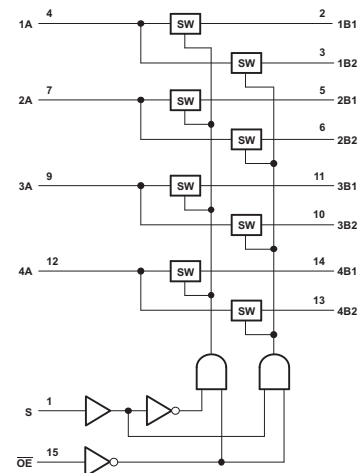 1A 4 SW 2 1B1
SW 3 1B2
2A 7 SW 5 2B1
SW 6 2B2
3A 9 SW 11 3B1
SW 10 3B2
4A 12 SW 14 4B1
SW 13 4B2
S 1
OE 15